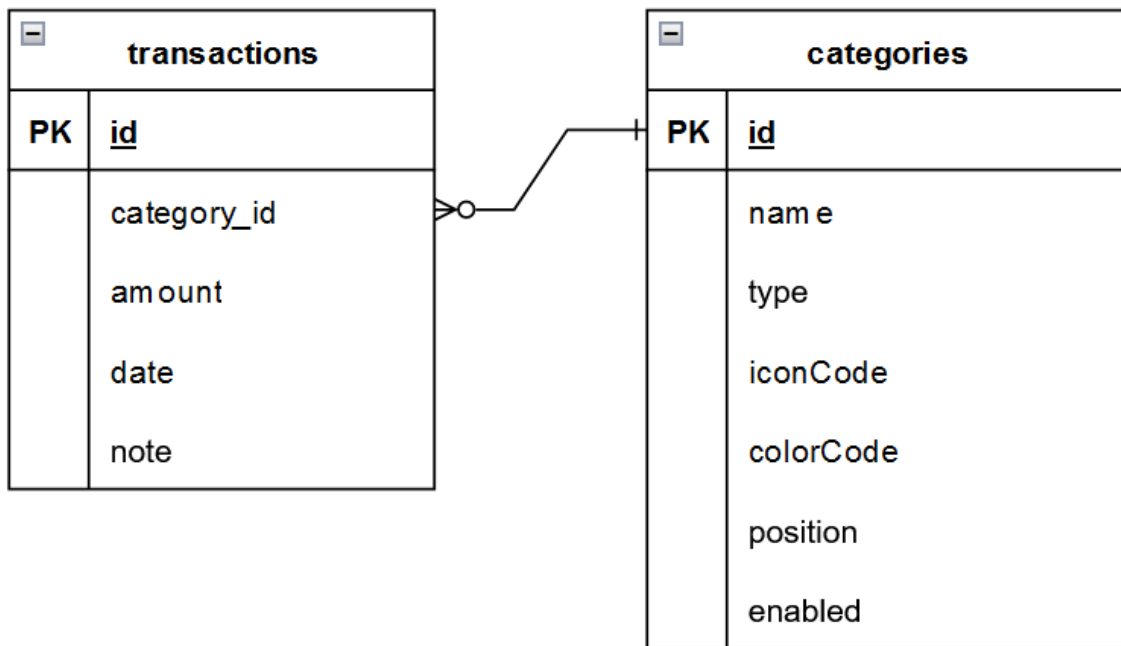 transactions
PK id
category_id
amount
date
note
categories
PK id
name
type
iconCode
colorCode
position
enabled